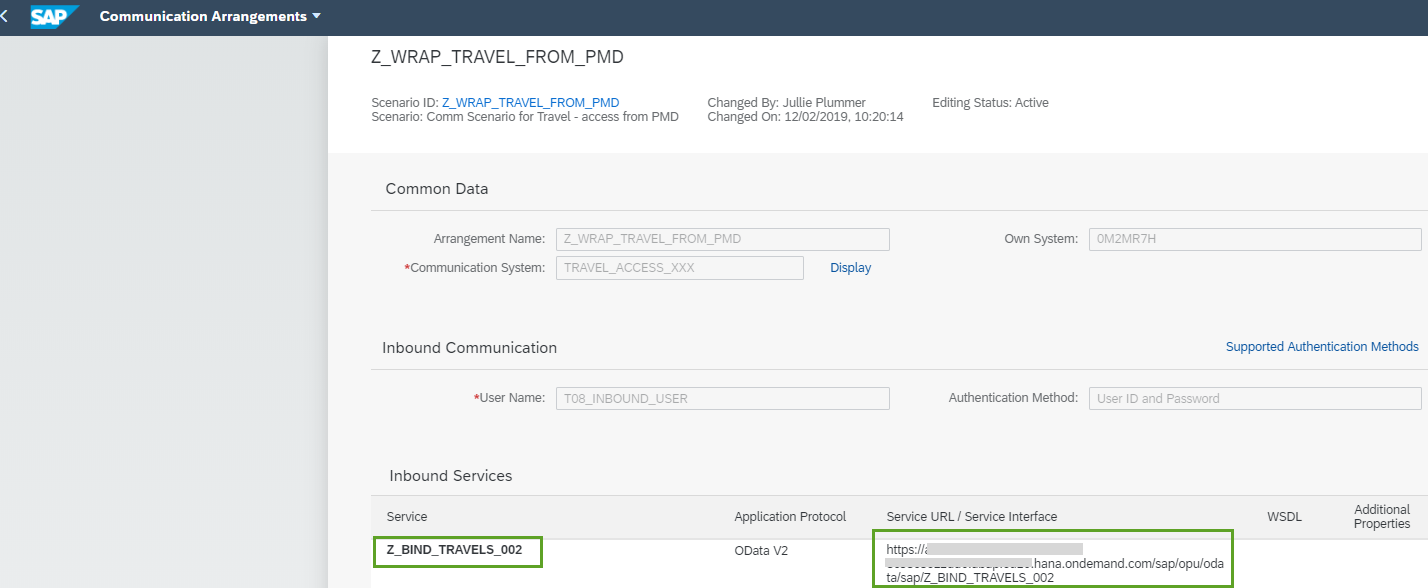 SAP Communication Arrangements
Z_WRAP_TRAVEL_FROM_PMD
Scenario ID: Z_WRAP_TRAVEL_FROM_PMD
Scenario: Comm Scenario for Travel - access from PMD
Changed By: Jullie Plummer
Changed On: 12/02/2019, 10:20:14
Editing Status: Active
Common Data
Arrangement Name: Z_WRAP_TRAVEL_FROM_PMD
Own System: 0M2MR7H
*Communication System: TRAVEL_ACCESS_XXX Display
Inbound Communication
Supported Authentication Methods
*User Name: T08_INBOUND_USER
Authentication Method: User ID and Password
Inbound Services
Service
Application Protocol
Service URL / Service Interface
WSDL
Additional
Properties
Z_BIND_TRAVELS_002
OData V2
https://
.hana.ondemand.com/sap/opu/oda
ta/sap/Z_BIND_TRAVELS_002